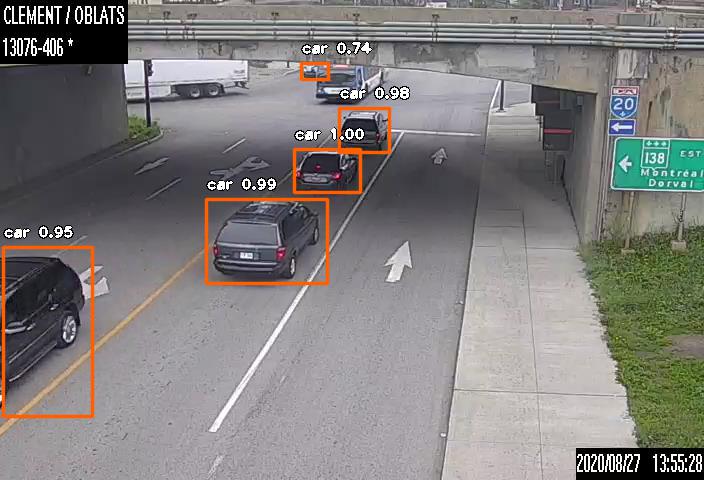 CLEMENT / OBLATS
13076-406 *
car 0.74
car 0.98
car 1.00
car 0.99
car 0.95
20
138 EST
Montréal
Dorval
2020/08/27 13:55:28